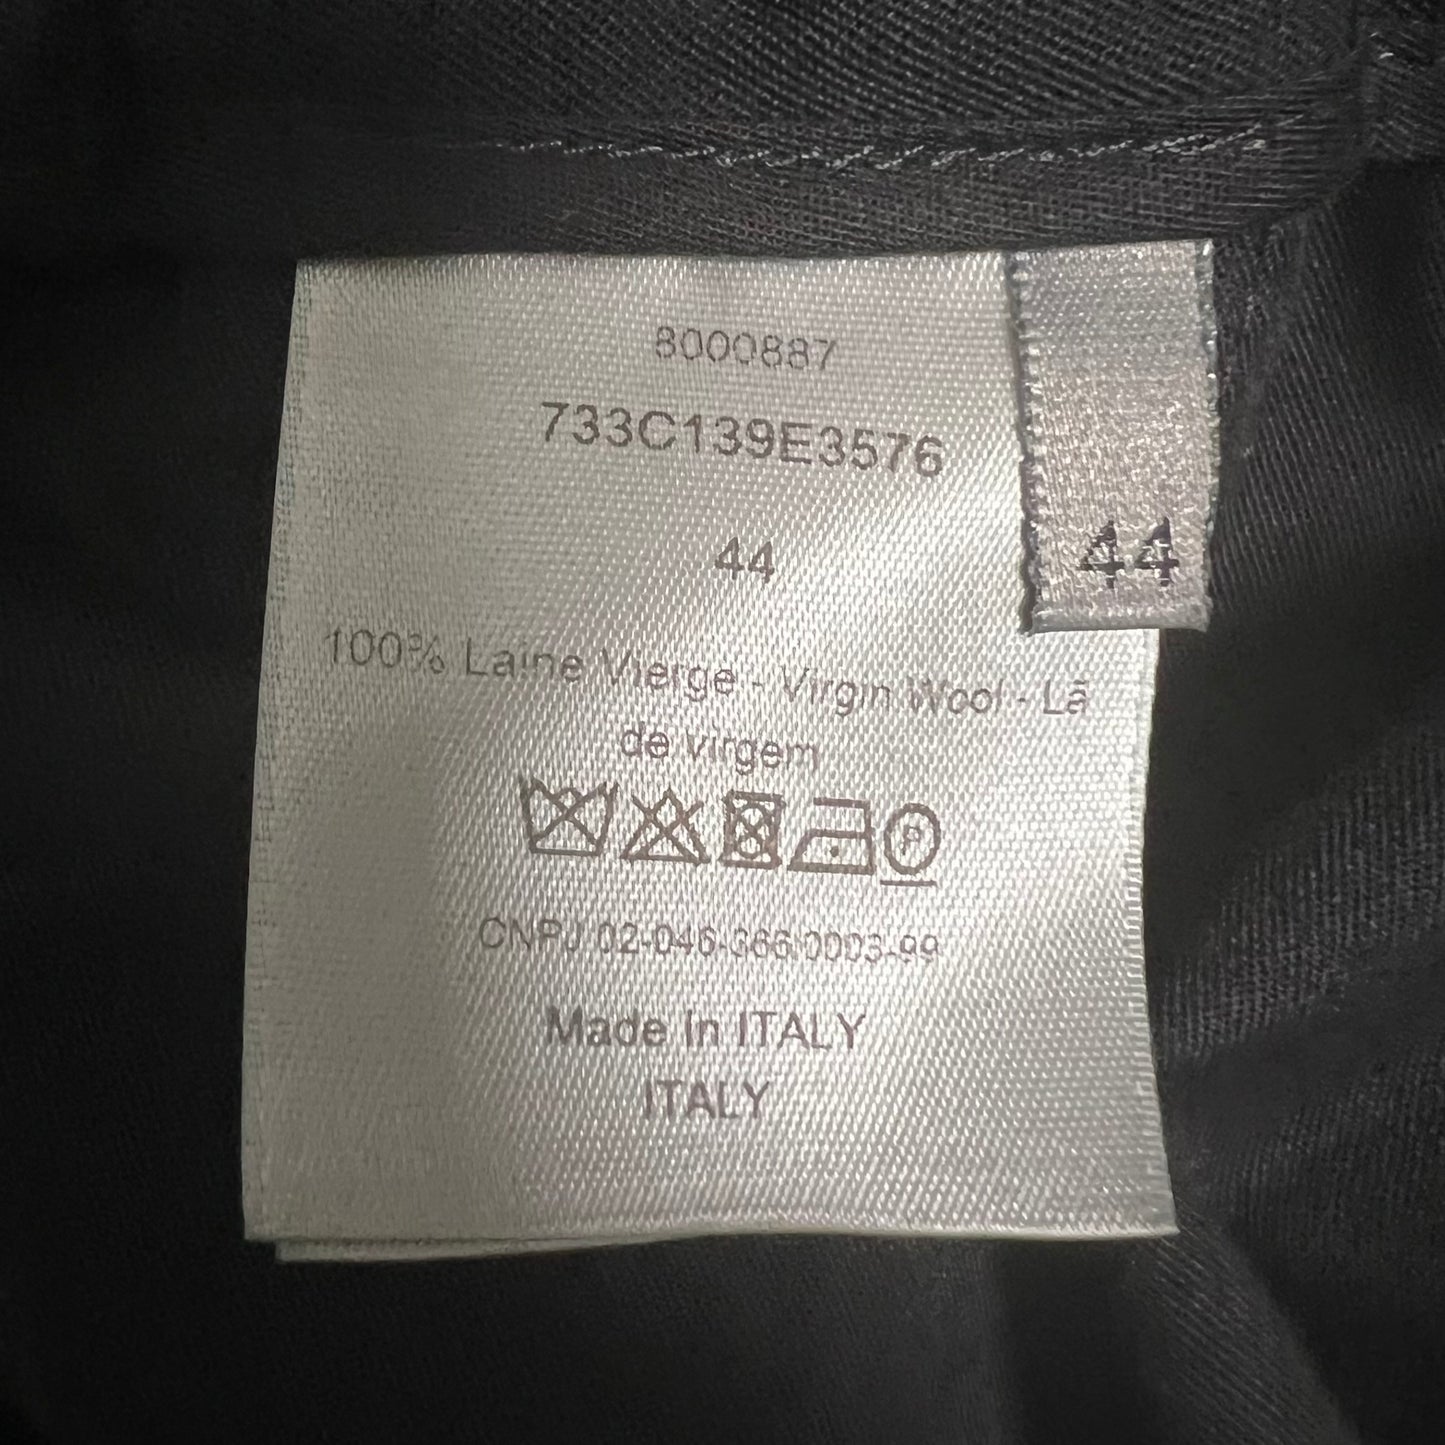 8000887
733C139E3576
44
44
100% Laine Vierge - Virgin Wool - Lã
de virgem
P
CNPJ 02-046-366/0003-99
Made in ITALY
ITALY